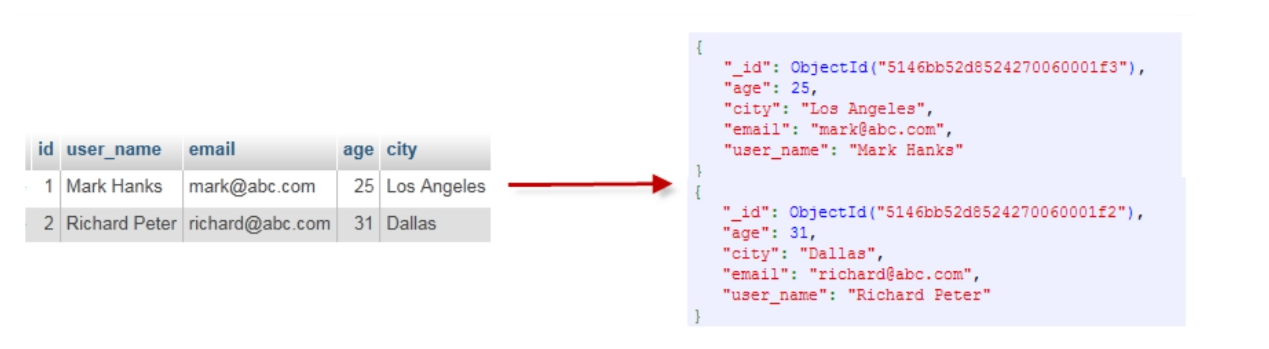 id user_name email age city
1 Mark Hanks mark@abc.com 25 Los Angeles
2 Richard Peter richard@abc.com 31 Dallas
{
"_id": ObjectId("5146bb52d8524270060001f3"),
"age": 25,
"city": "Los Angeles",
"email": "mark@abc.com",
"user_name": "Mark Hanks"
}
{
"_id": ObjectId("5146bb52d8524270060001f2"),
"age": 31,
"city": "Dallas",
"email": "richard@abc.com",
"user_name": "Richard Peter"
}